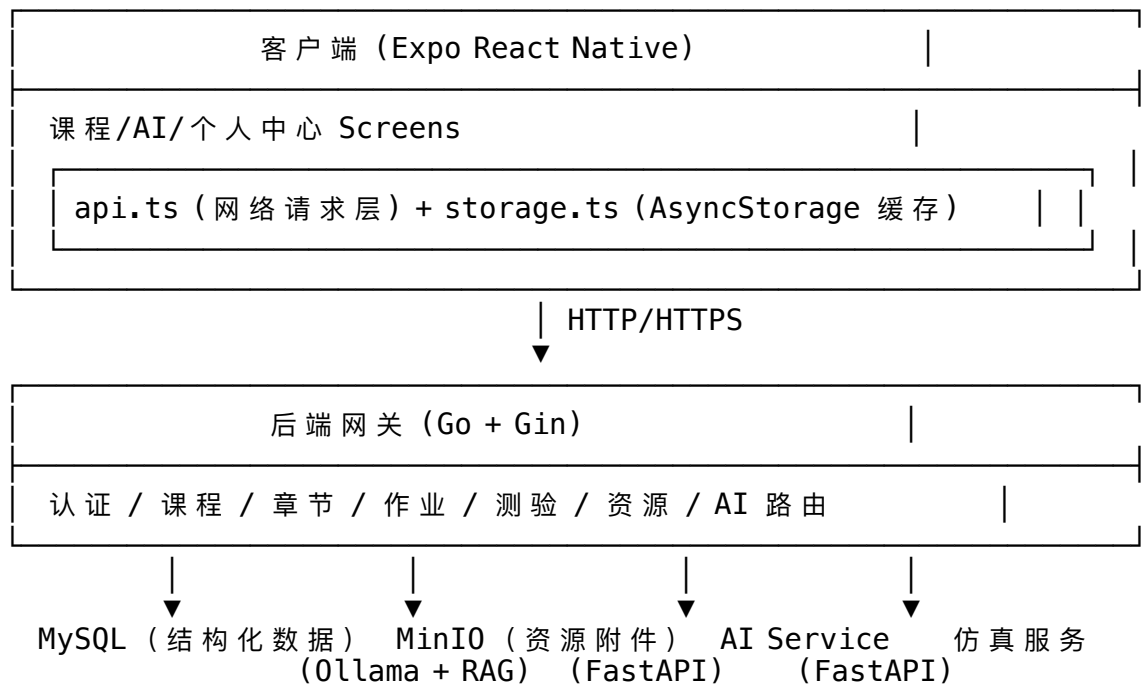 客户端 (Expo React Native)
课程/AI/个人中心 Screens
api.ts (网络请求层) + storage.ts (AsyncStorage 缓存)
HTTP/HTTPS
后端网关 (Go + Gin)
认证 / 课程 / 章节 / 作业 / 测验 / 资源 / AI 路由
MySQL (结构化数据) MinIO (资源附件) AI Service 仿真服务
(Ollama + RAG) (FastAPI) (FastAPI)